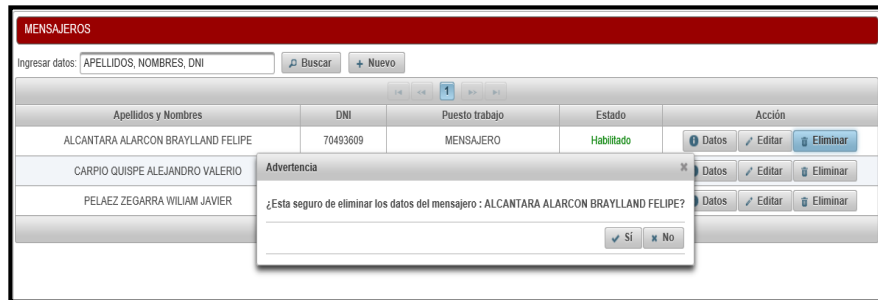 MENSAJEROS
Ingresar datos: APELLIDOS, NOMBRES, DNI Buscar + Nuevo
1
Apellidos y Nombres DNI Puesto trabajo Estado Acción
ALCANTARA ALARCON BRAYLLAND FELIPE 70493609 MENSAJERO Habilitado Datos Editar Eliminar
CARPIO QUISPE ALEJANDRO VALERIO Datos Editar Eliminar
PELAEZ ZEGARRA WILIAM JAVIER Datos Editar Eliminar
Advertencia
¿Esta seguro de eliminar los datos del mensajero : ALCANTARA ALARCON BRAYLLAND FELIPE?
Sí No